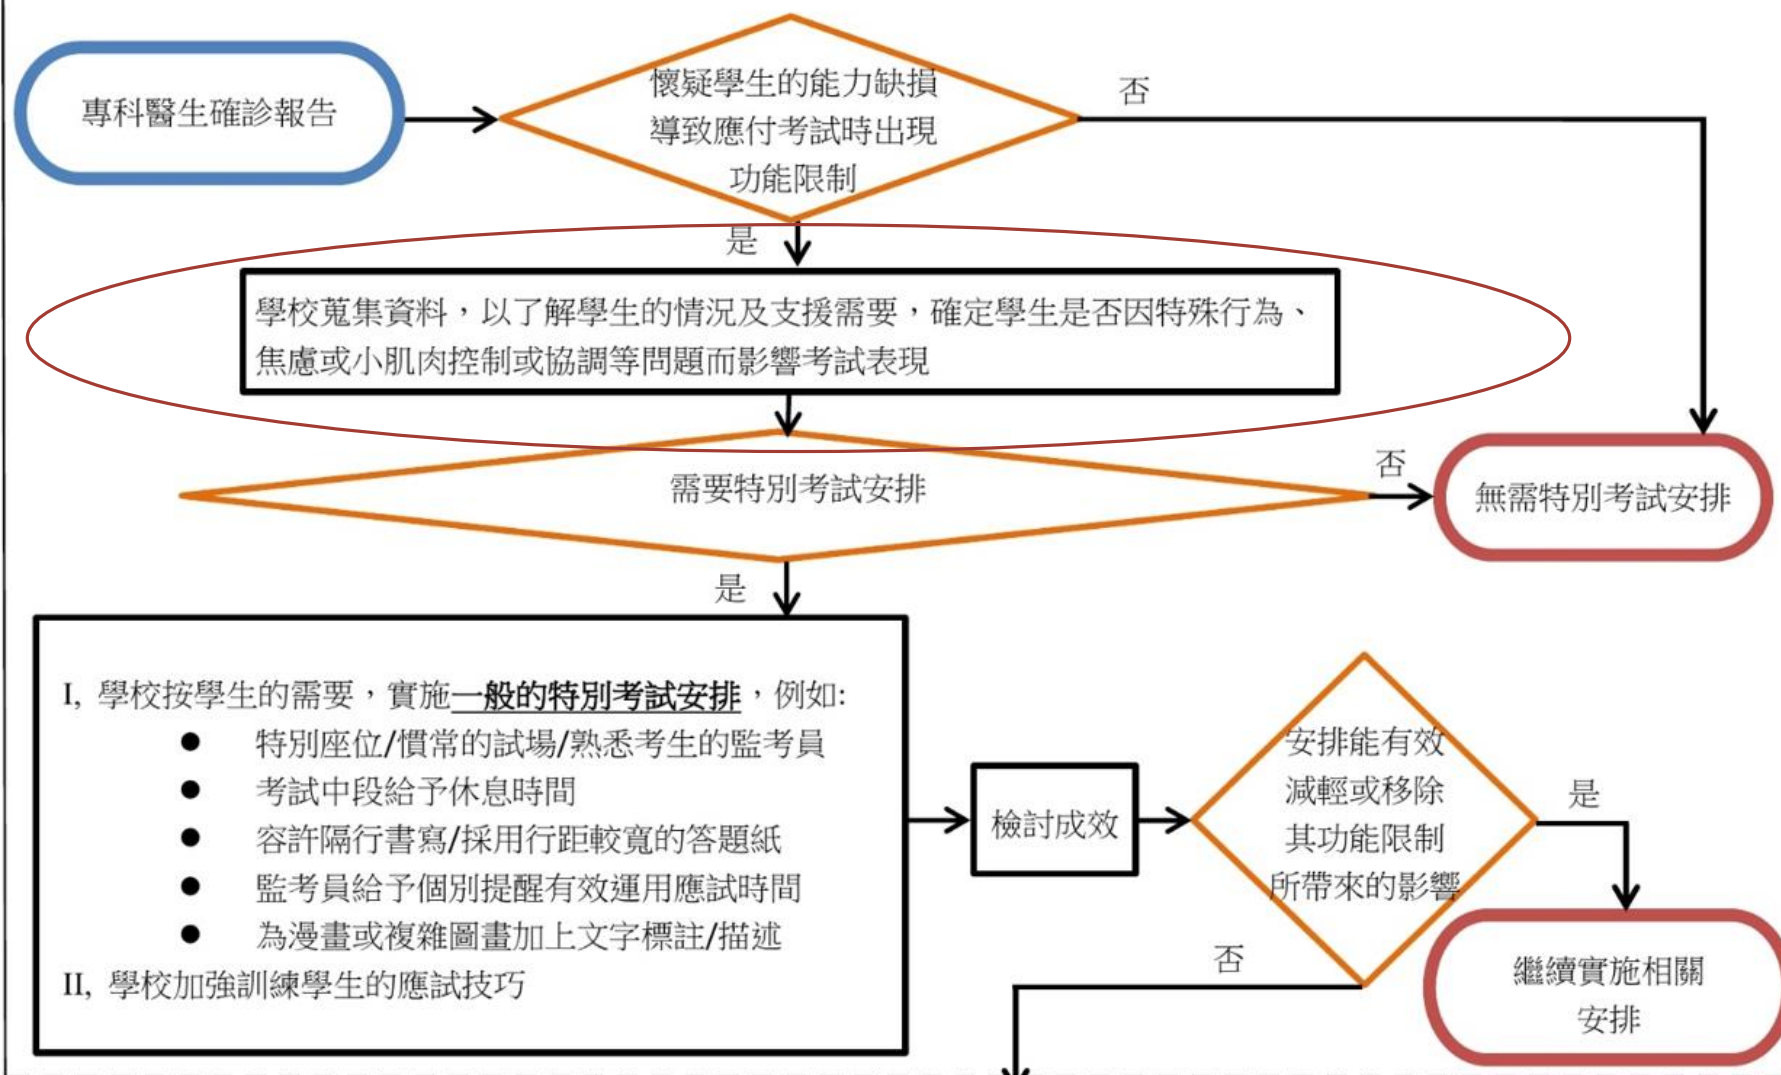 專科醫生確診報告
懷疑學生的能力缺損
導致應付考試時出現
功能限制
否
是
學校蒐集資料，以了解學生的情況及支援需要，確定學生是否因特殊行為、
焦慮或小肌肉控制或協調等問題而影響考試表現
需要特別考試安排
否
無需特別考試安排
是
I, 學校按學生的需要，實施一般的特別考試安排，例如:
● 特別座位/慣常的試場/熟悉考生的監考員
● 考試中段給予休息時間
● 容許隔行書寫/採用行距較寬的答題紙
● 監考員給予個別提醒有效運用應試時間
● 為漫畫或複雜圖畫加上文字標註/描述
II, 學校加強訓練學生的應試技巧
檢討成效
安排能有效
減輕或移除
其功能限制
所帶來的影響
是
否
繼續實施相關
安排